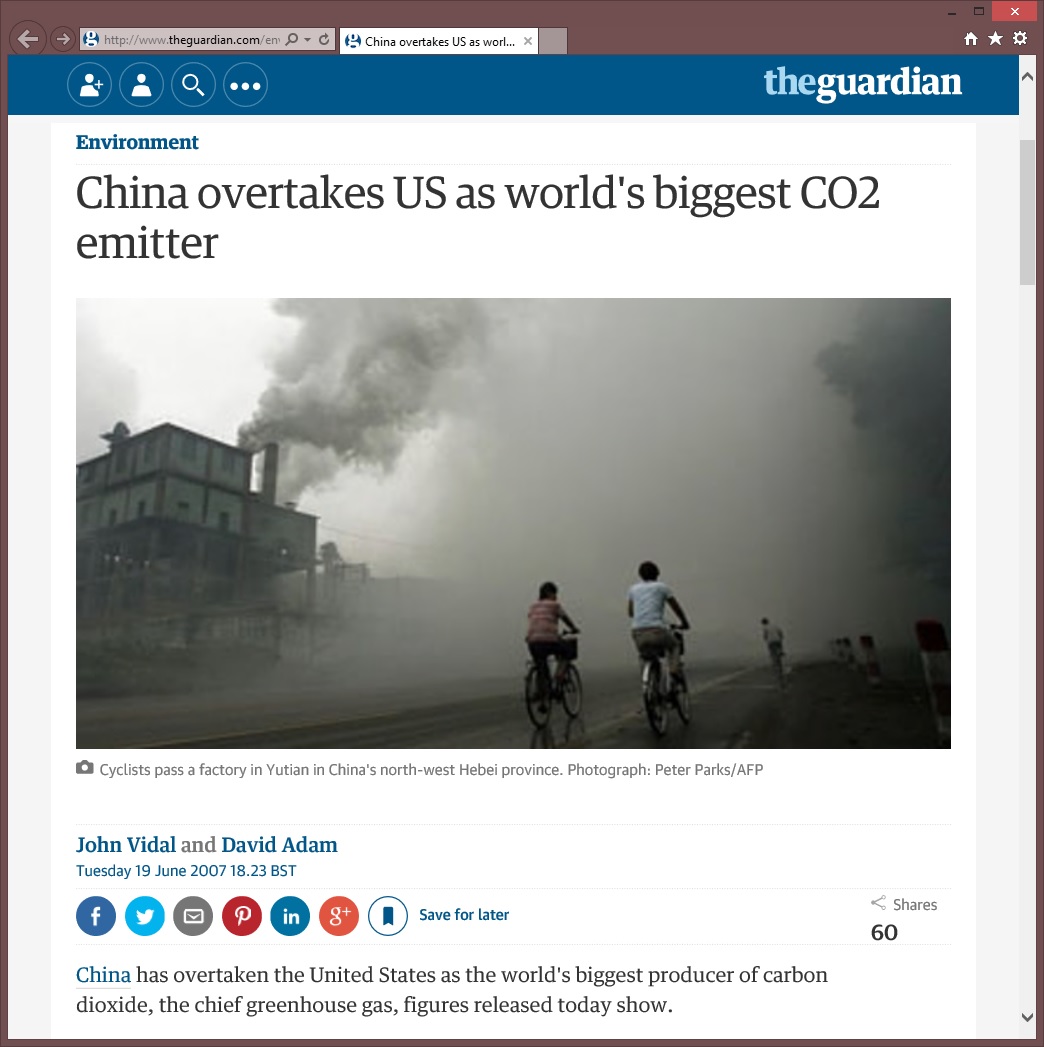 http://www.theguardian.com/en
China overtakes US as worl...
theguardian
Environment
China overtakes US as world's biggest CO2
emitter
Cyclists pass a factory in Yutian in China's north-west Hebei province. Photograph: Peter Parks/AFP
John Vidal and David Adam
Tuesday 19 June 2007 18.23 BST
Save for later
Shares
60
China has overtaken the United States as the world's biggest producer of carbon
dioxide, the chief greenhouse gas, figures released today show.